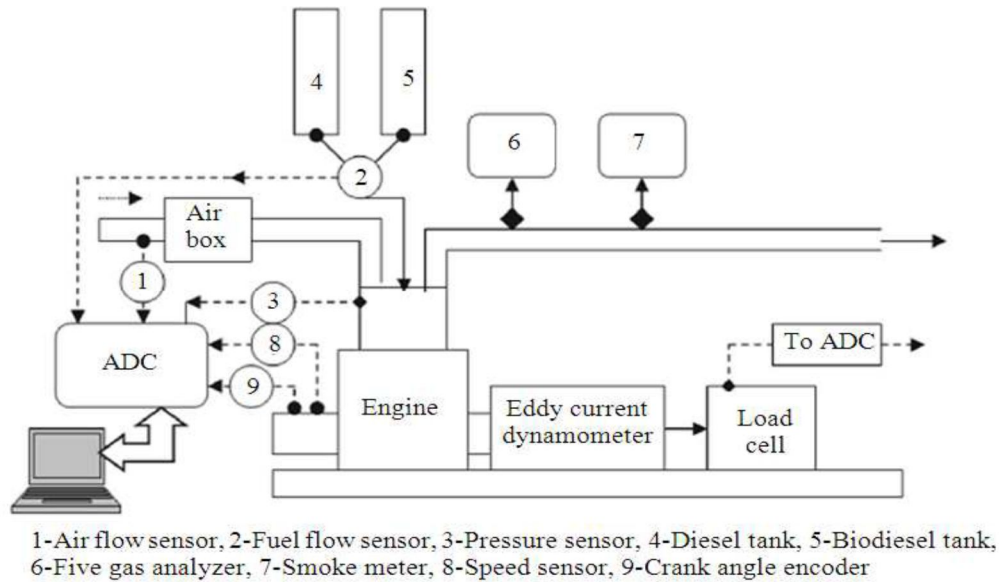 4
5
6
7
2
Air
box
1
3
8
9
ADC
To ADC
Engine
Eddy current
dynamometer
Load
cell
1-Air flow sensor, 2-Fuel flow sensor, 3-Pressure sensor, 4-Diesel tank, 5-Biodiesel tank,
6-Five gas analyzer, 7-Smoke meter, 8-Speed sensor, 9-Crank angle encoder